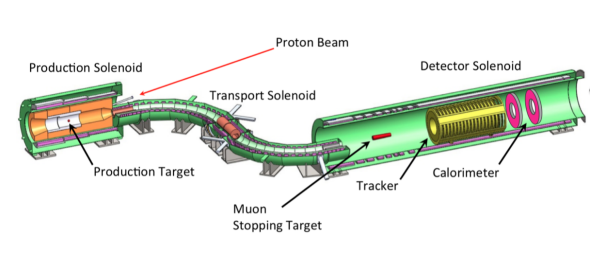 Proton Beam
Production Solenoid
Detector Solenoid
Transport Solenoid
Production Target
Calorimeter
Tracker
Muon
Stopping Target